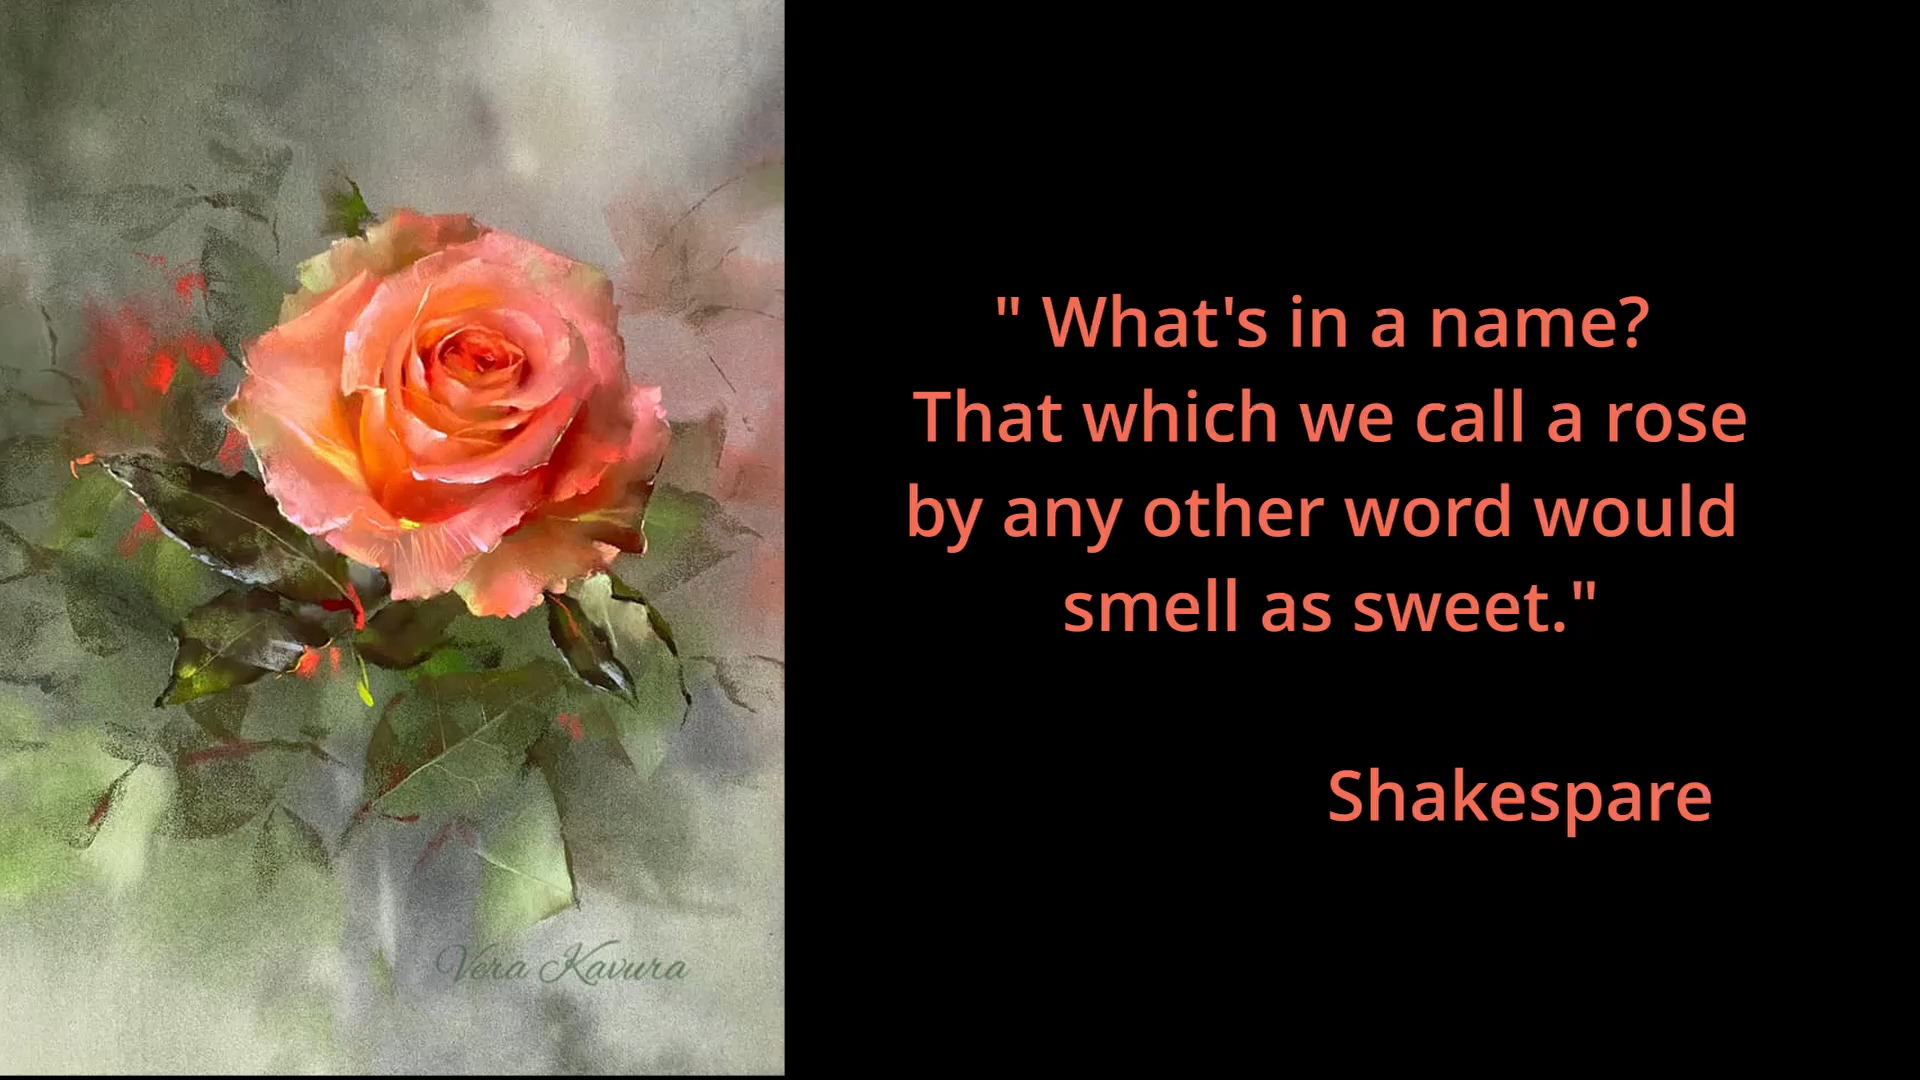 " What's in a name?
That which we call a rose
by any other word would
smell as sweet."
Shakespare
Vera Kavura